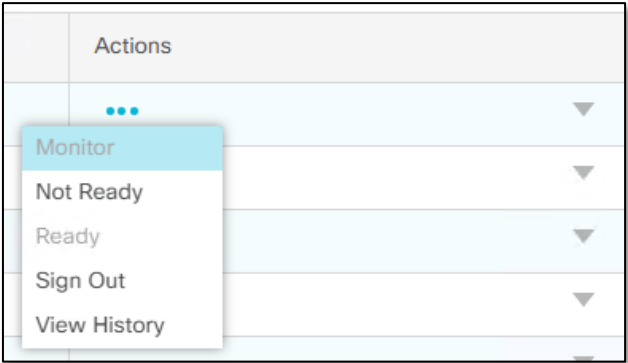 Actions
Monitor
Not Ready
Ready
Sign Out
View History